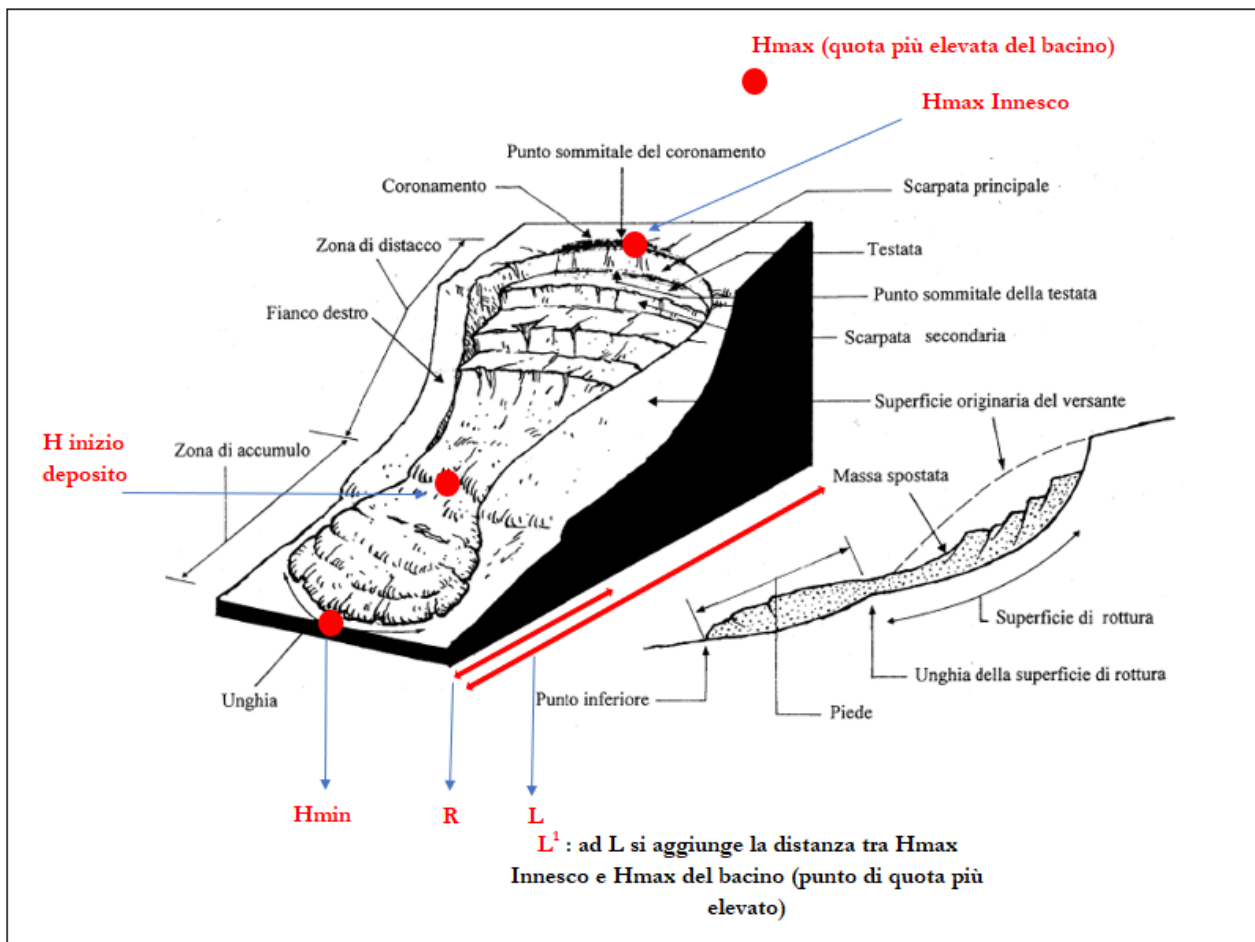 Hmax (quota più elevata del bacino)
Hmax Innesco
Punto sommitale del coronamento
Coronamento
Scarpata principale
Zona di distacco
Testata
Punto sommitale della testata
Fianco destro
Scarpata secondaria
Superficie originaria del versante
H inizio
deposito
Zona di accumulo
Massa spostata
Superficie di rottura
Unghia della superficie di rottura
Punto inferiore
Unghia
Piede
Hmin
R
L
L¹ : ad L si aggiunge la distanza tra Hmax
Innesco e Hmax del bacino (punto di quota più
elevato)